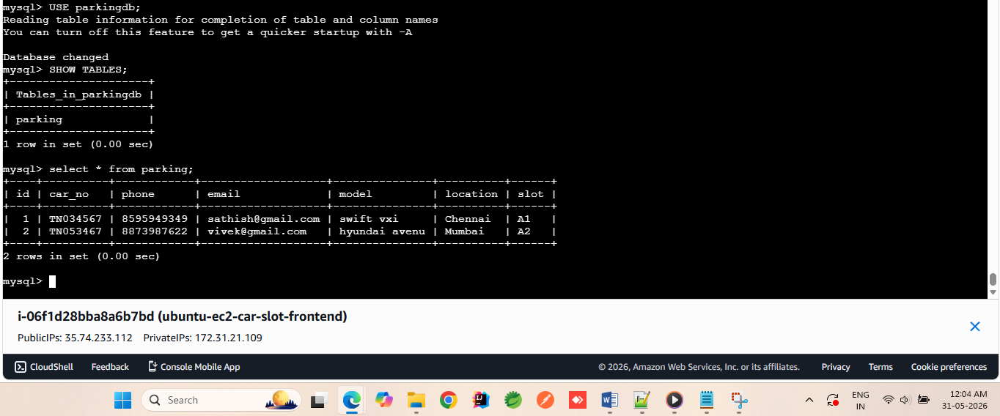 mysql> USE parkingdb;
Reading table information for completion of table and column names
You can turn off this feature to get a quicker startup with -A
Database changed
mysql> SHOW TABLES;
+---------------------+
| Tables_in_parkingdb |
+---------------------+
| parking             |
+---------------------+
1 row in set (0.00 sec)
mysql> select * from parking;
+----+----------+------------+-------------------+---------------+----------+------+
| id | car_no   | phone      | email             | model         | location | slot |
+----+----------+------------+-------------------+---------------+----------+------+
|  1 | TN034567 | 8595949349 | sathish@gmail.com | swift vxi     | Chennai  | A1   |
|  2 | TN053467 | 8873987622 | vivek@gmail.com   | hyundai avenu | Mumbai   | A2   |
+----+----------+------------+-------------------+---------------+----------+------+
2 rows in set (0.00 sec)
mysql>
i-06f1d28bba8a6b7bd (ubuntu-ec2-car-slot-frontend)
PublicIPs: 35.74.233.112 PrivateIPs: 172.31.21.109
CloudShell Feedback Console Mobile App © 2026, Amazon Web Services, Inc. or its affiliates. Privacy Terms Cookie preferences
Search ENG IN 12:04 AM
31-05-2026